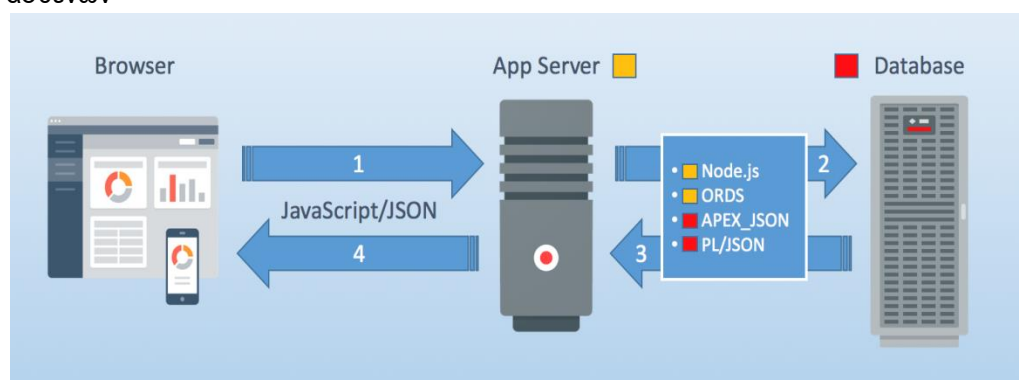 Browser
App Server
Database
1
2
JavaScript/JSON
• Node.js
• ORDS
• APEX_JSON
• PL/JSON
4
3